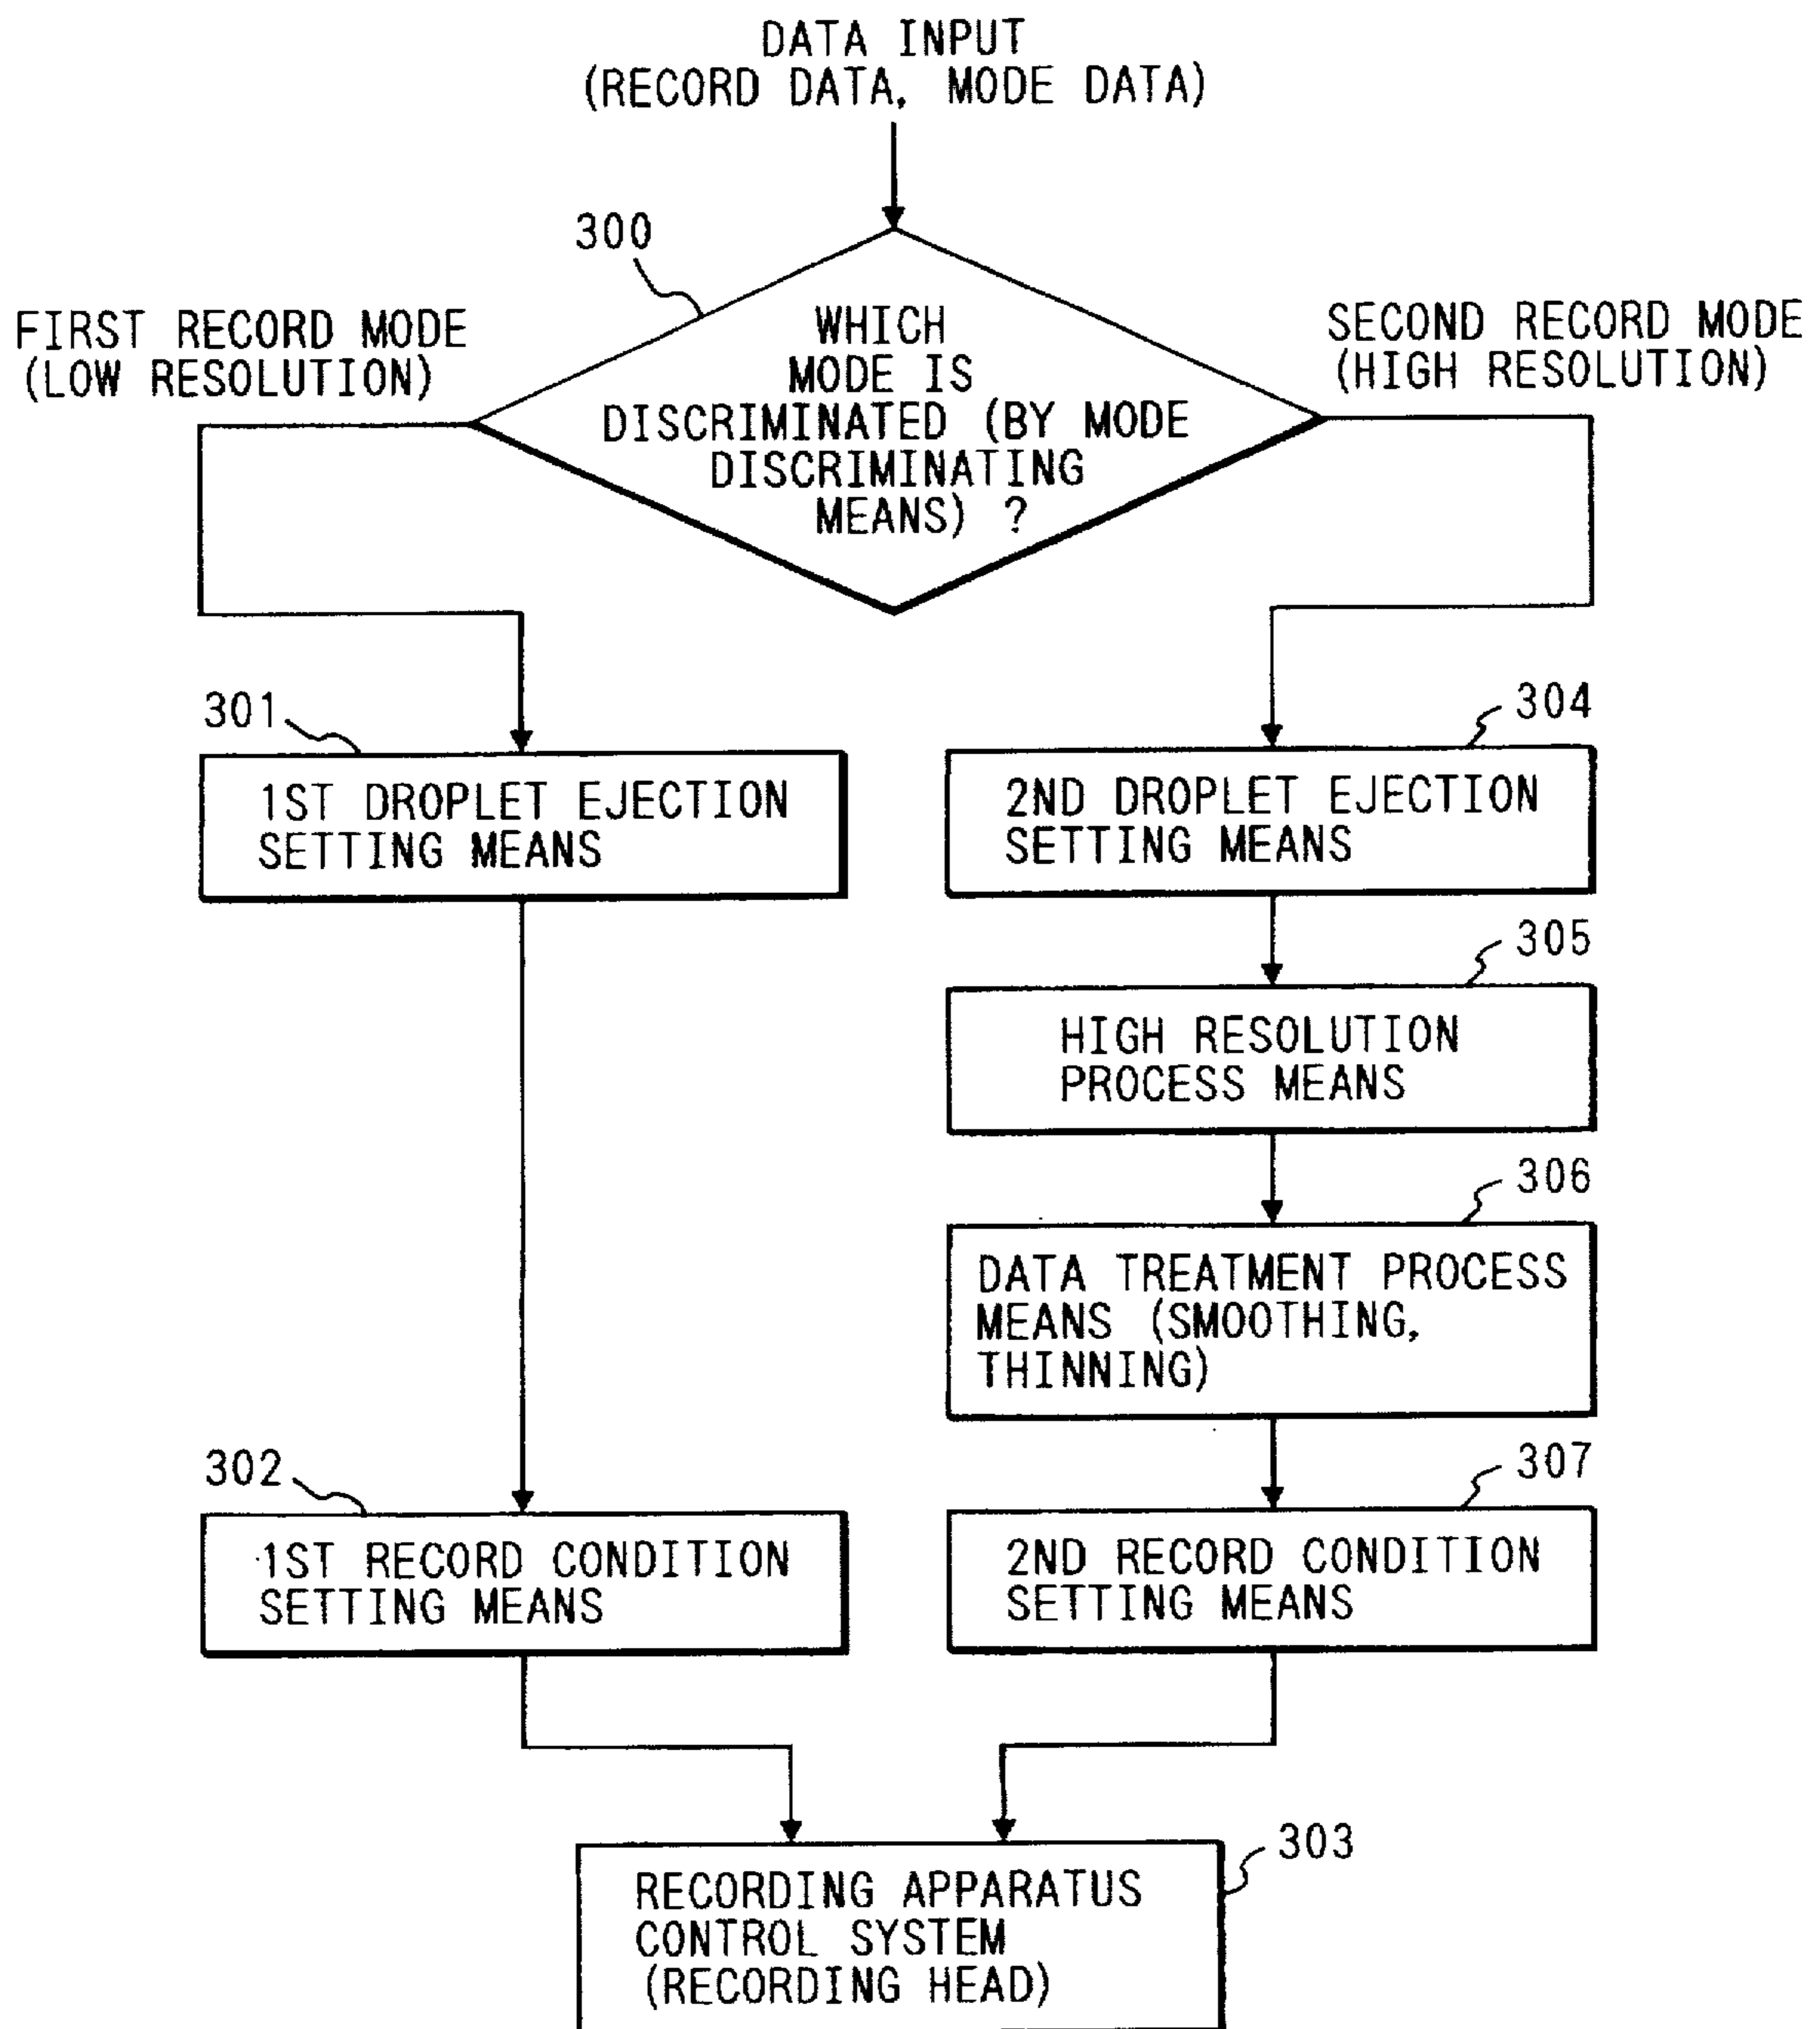 DATA INPUT
(RECORD DATA, MODE DATA)
300
FIRST RECORD MODE
(LOW RESOLUTION)
WHICH
MODE IS
DISCRIMINATED (BY MODE
DISCRIMINATING
MEANS) ?
SECOND RECORD MODE
(HIGH RESOLUTION)
301
1ST DROPLET EJECTION
SETTING MEANS
304
2ND DROPLET EJECTION
SETTING MEANS
305
HIGH RESOLUTION
PROCESS MEANS
306
DATA TREATMENT PROCESS
MEANS (SMOOTHING,
THINNING)
302
1ST RECORD CONDITION
SETTING MEANS
307
2ND RECORD CONDITION
SETTING MEANS
303
RECORDING APPARATUS
CONTROL SYSTEM
(RECORDING HEAD)